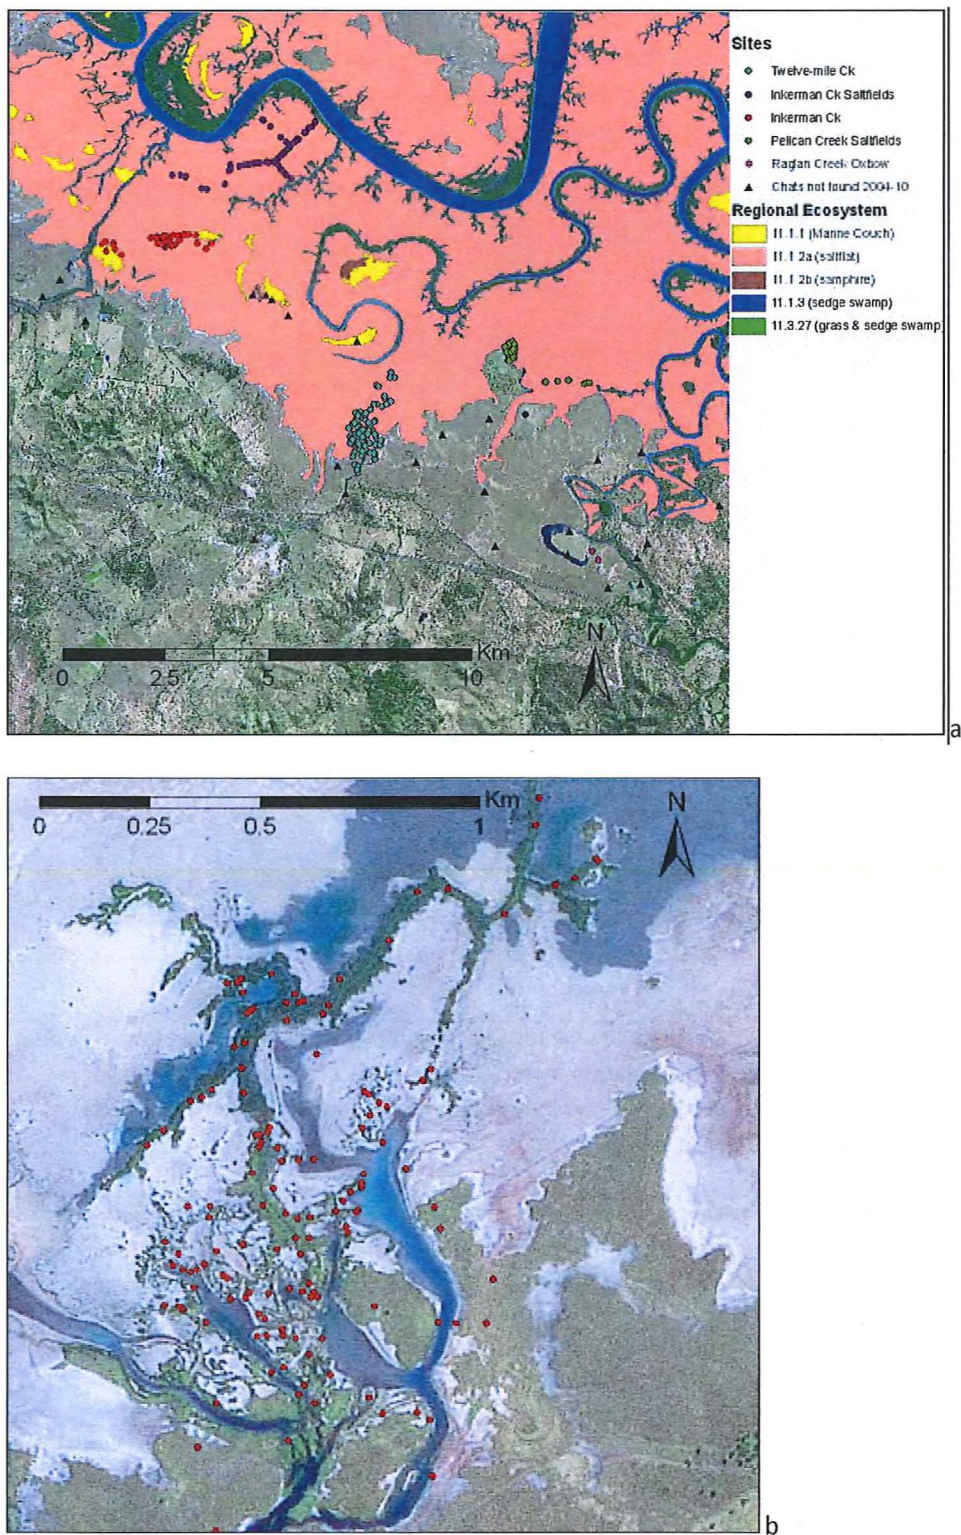 Sites
Twelve-mile Ck
Inkerman Ck Saltfields
Inkerman Ck
Pelican Creek Saltfields
Raglan Creek Oxbow
Chats not found 2004-10
Regional Ecosystem
11.1.1 (Marine Couch)
11.1.2a (saltflat)
11.1.2b (samphire)
11.1.3 (sedge swamp)
11.3.27 (grass & sedge swamp)
N
Km
0 2.5 5 10
a
Km
0 0.25 0.5 1
N
b